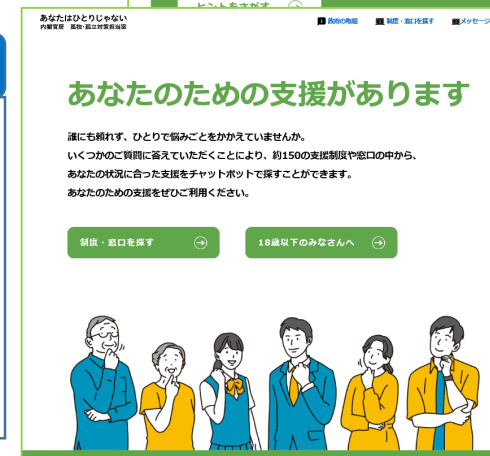 ヒントをさがす
あなたはひとりじゃない
内閣官房 孤独・孤立対策担当室
政府の取組
制度・窓口を探す
メッセージ
あなたのための支援があります
誰にも頼れず、ひとりで悩みごとをかかえていませんか。
いくつかのご質問に答えていただくことにより、約150の支援制度や窓口の中から、
あなたの状況に合った支援をチャットボットで探すことができます。
あなたのための支援をぜひご利用ください。
制度・窓口を探す
18歳以下のみなさんへ